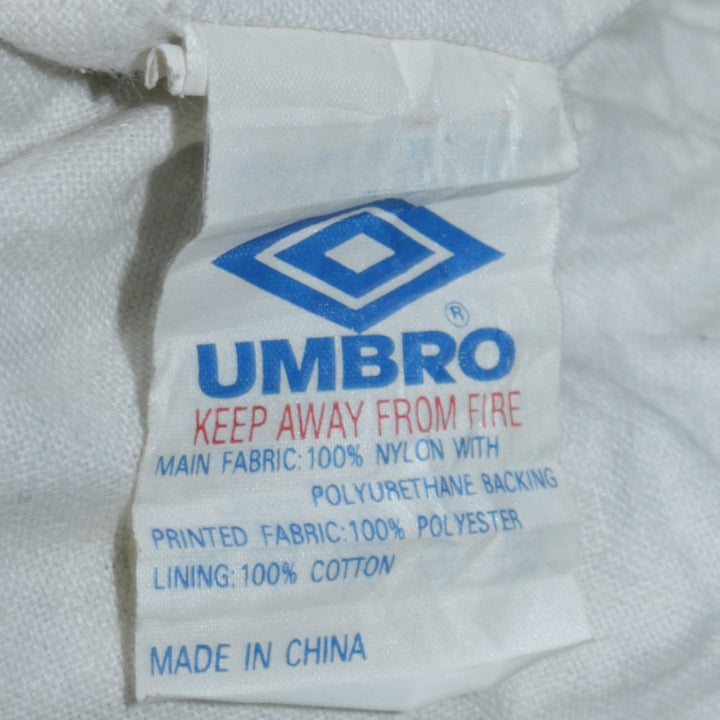 ®
UMBRO
KEEP AWAY FROM FIRE
MAIN FABRIC: 100% NYLON WITH
POLYURETHANE BACKING
PRINTED FABRIC: 100% POLYESTER
LINING: 100% COTTON
MADE IN CHINA